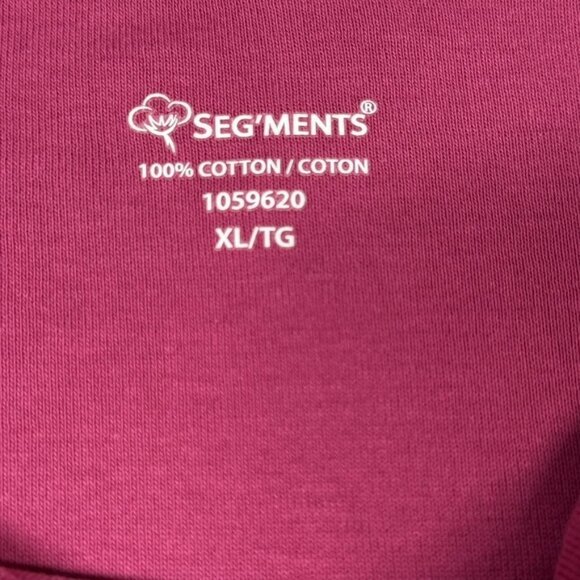 SEG'MENTS®
100% COTTON / COTON
1059620
XL/TG